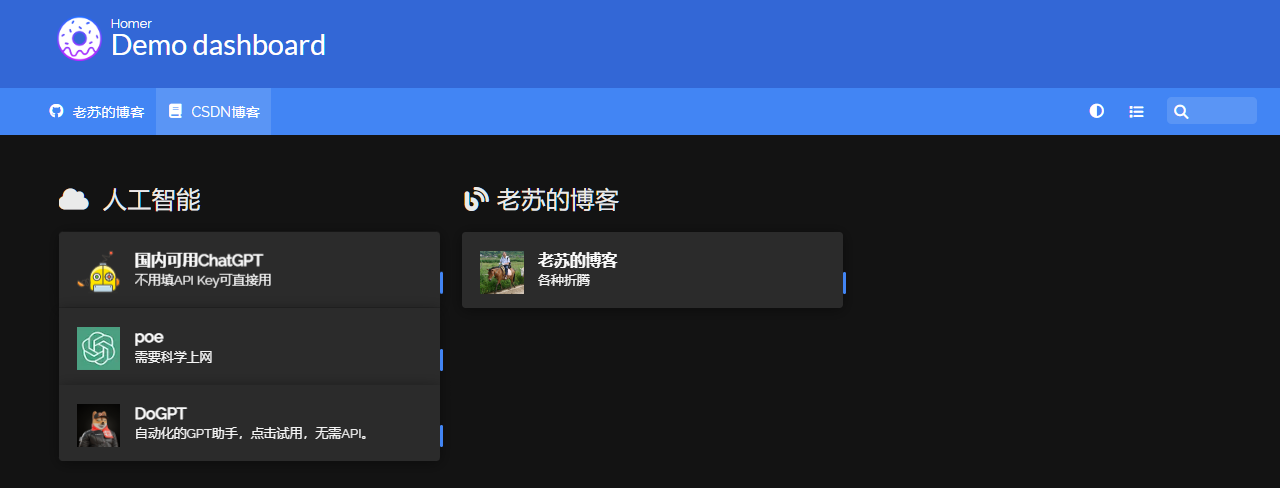 Homer
Demo dashboard
老苏的博客
CSDN博客
人工智能
国内可用ChatGPT
不用填API Key可直接用
poe
需要科学上网
DoGPT
自动化的GPT助手，点击试用，无需API。
老苏的博客
老苏的博客
各种折腾